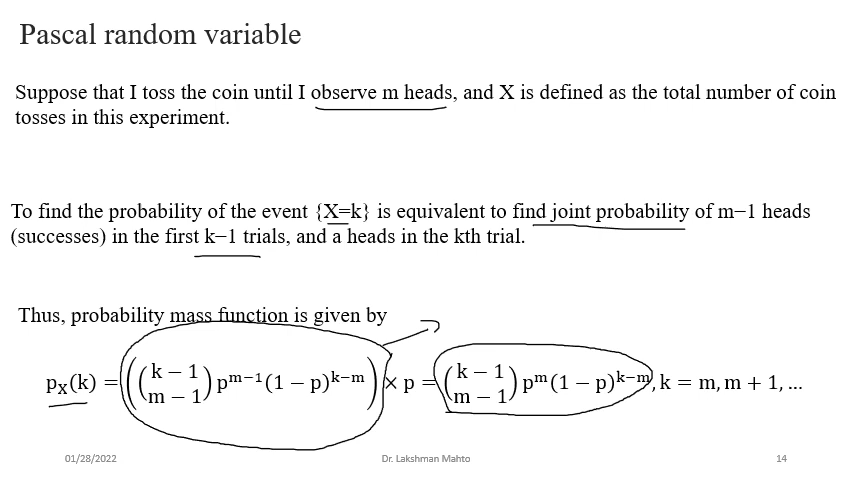 Pascal random variable
Suppose that I toss the coin until I observe m heads, and X is defined as the total number of coin
tosses in this experiment.
To find the probability of the event {X=k} is equivalent to find joint probability of m−1 heads
(successes) in the first k−1 trials, and a heads in the kth trial.
Thus, probability mass function is given by
p_X(k) = ((k − 1 \\ m − 1) p^{m−1}(1 − p)^{k−m}) × p = (k − 1 \\ m − 1) p^m(1 − p)^{k−m}, k = m, m + 1, …
01/28/2022 Dr. Lakshman Mahto 14